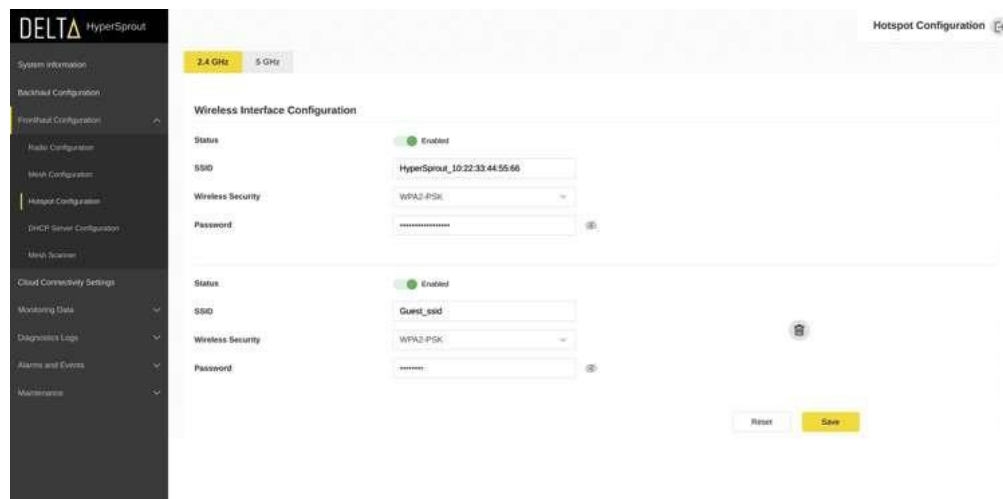 DELTA HyperSprout
Hotspot Configuration
System Information
Backhaul Configuration
Fronthaul Configuration
Radio Configuration
Mesh Configuration
Hotspot Configuration
DHCP Server Configuration
Mesh Scanner
Cloud Connectivity Settings
Monitoring Data
Diagnostics Logs
Alarms and Events
Maintenance
2.4 GHz
5 GHz
Wireless Interface Configuration
Status
Enabled
SSID
HyperSprout_10:22:33:44:55:66
Wireless Security
WPA2-PSK
Password
•••••••••••••••••
Status
Enabled
SSID
Guest_ssid
Wireless Security
WPA2-PSK
Password
••••••••
Reset
Save